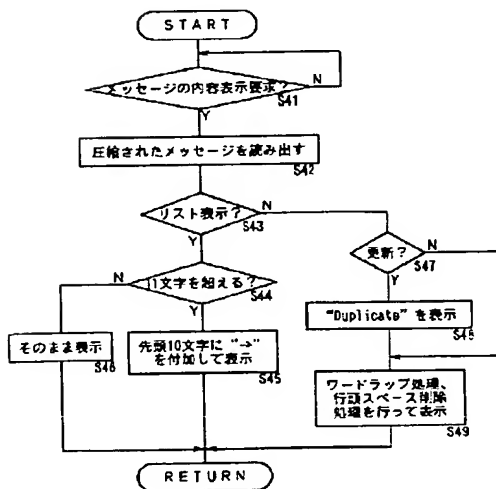 START
メッセージの内容表示要求?
N
S41
Y
圧縮されたメッセージを読み出す
S42
リスト表示?
N
S43
Y
更新?
N
S47
Y
11文字を超える?
N
S44
Y
"Duplicate"を表示
S48
そのまま表示
S46
先頭10文字に"→"
を付加して表示
S45
ワードラップ処理、
行頭スペース削除
処理を行って表示
S49
RETURN